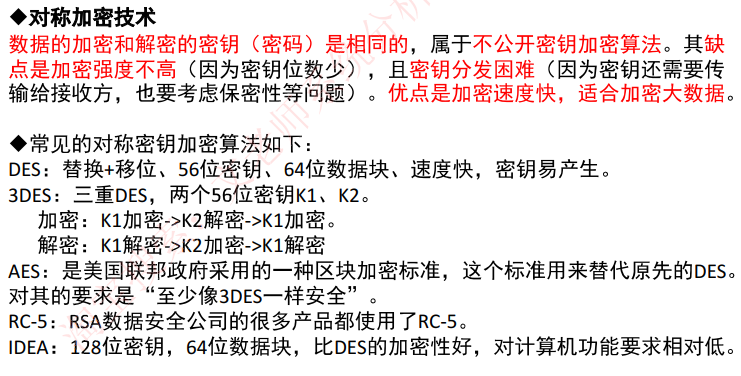 ◆对称加密技术
数据的加密和解密的密钥（密码）是相同的，属于不公开密钥加密算法。其缺
点是加密强度不高（因为密钥位数少），且密钥分发困难（因为密钥还需要传
输给接收方，也要考虑保密性等问题）。优点是加密速度快，适合加密大数据。
◆常见的对称密钥加密算法如下：
DES：替换+移位、56位密钥、64位数据块、速度快，密钥易产生。
3DES：三重DES，两个56位密钥K1、K2。
加密：K1加密->K2解密->K1加密。
解密：K1解密->K2加密->K1解密
AES：是美国联邦政府采用的一种区块加密标准，这个标准用来替代原先的DES。
对其的要求是“至少像3DES一样安全”。
RC-5：RSA数据安全公司的很多产品都使用了RC-5。
IDEA：128位密钥，64位数据块，比DES的加密性好，对计算机功能要求相对低。